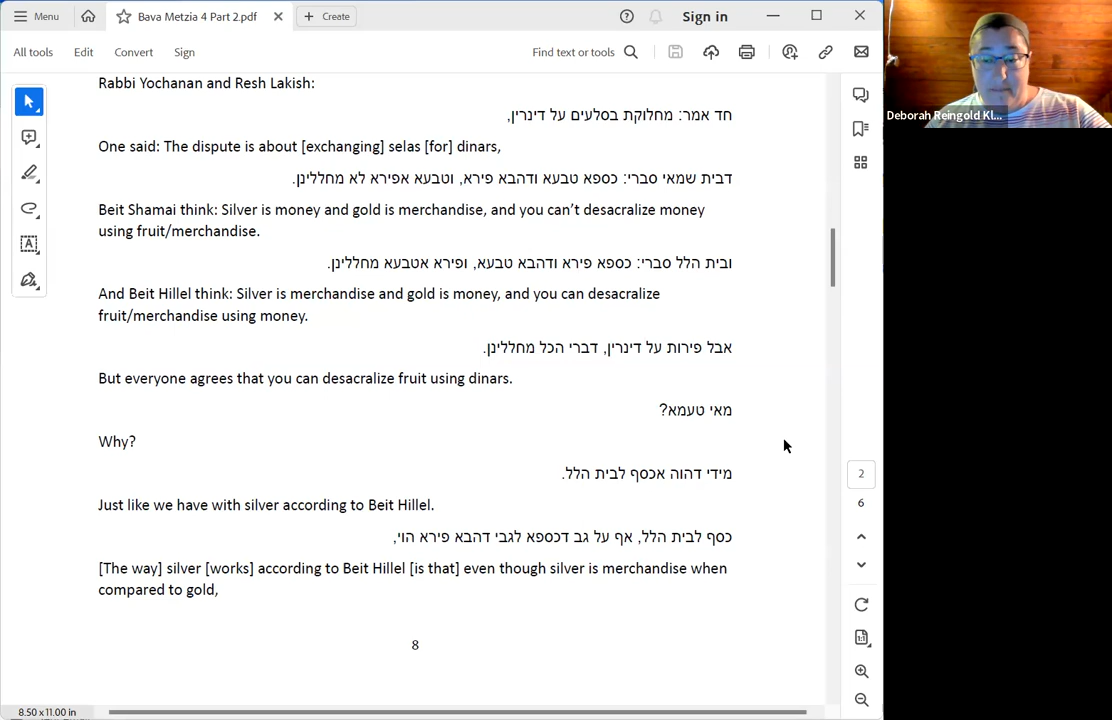 Menu
Bava Metzia 4 Part 2.pdf
Create
Sign in
All tools
Edit
Convert
Sign
Find text or tools
Deborah Reingold Kl...
Rabbi Yochanan and Resh Lakish:
חד אמר: מחלוקת בסלעים על דינרין,
One said: The dispute is about [exchanging] selas [for] dinars,
דבית שמאי סברי: כספא טבעא ודהבא פירא, וטבעא אפירא לא מחללינן.
Beit Shamai think: Silver is money and gold is merchandise, and you can’t desacralize money
using fruit/merchandise.
ובית הלל סברי: כספא פירא ודהבא טבעא, ופירא אטבעא מחללינן.
And Beit Hillel think: Silver is merchandise and gold is money, and you can desacralize
fruit/merchandise using money.
אבל פירות על דינרין, דברי הכל מחללינן.
But everyone agrees that you can desacralize fruit using dinars.
מאי טעמא?
Why?
מידי דהוה אכסף לבית הלל.
Just like we have with silver according to Beit Hillel.
כסף לבית הלל, אף על גב דכספא לגבי דהבא פירא הוי,
[The way] silver [works] according to Beit Hillel [is that] even though silver is merchandise when
compared to gold,
8
2
6
8.50 x 11.00 in